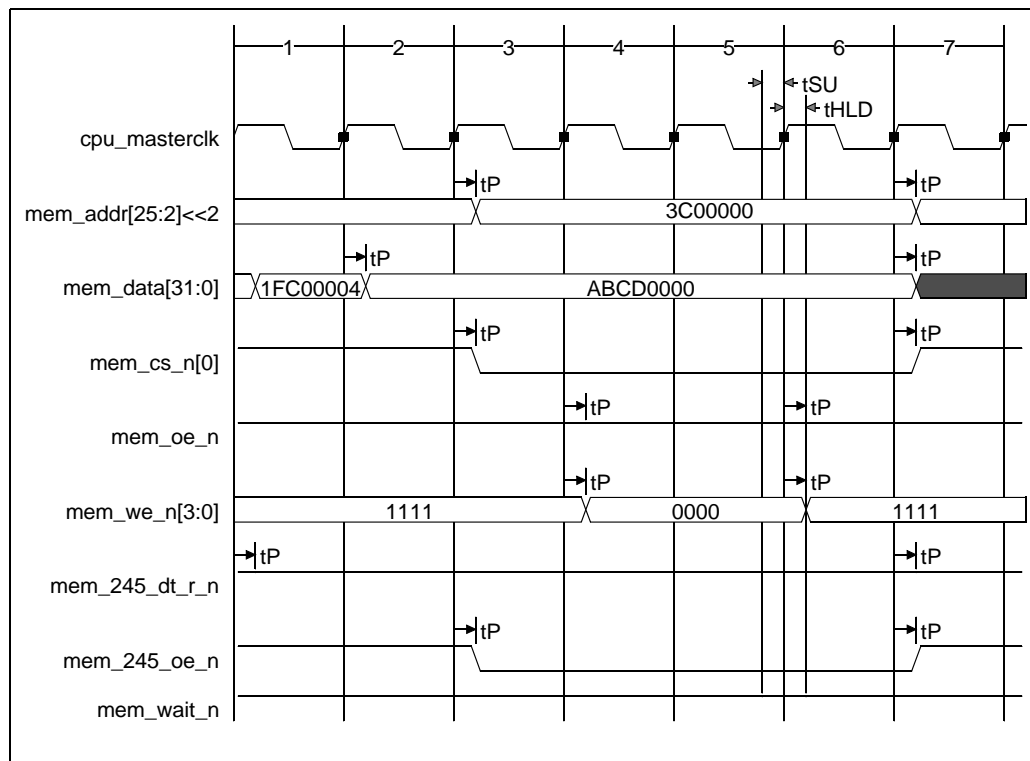 1 2 3 4 5 6 7
tSU
tHLD
cpu_masterclk
tP tP
mem_addr[25:2]<<2 3C00000
tP tP
mem_data[31:0] 1FC00004 ABCD0000
tP tP
mem_cs_n[0]
tP tP
mem_oe_n
tP tP
mem_we_n[3:0] 1111 0000 1111
tP tP
mem_245_dt_r_n
tP tP
mem_245_oe_n
mem_wait_n